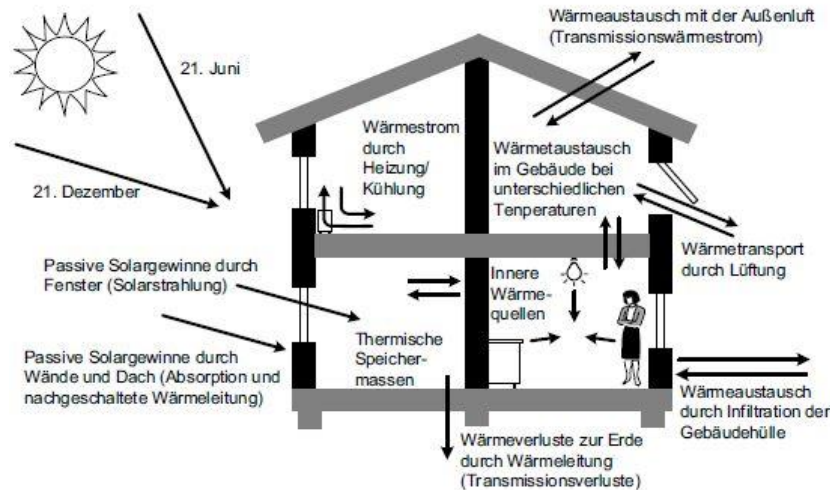 Wärmeaustausch mit der Außenluft
(Transmissionswärmestrom)
21. Juni
Wärmestrom
durch
Heizung/
Kühlung
Wärmetaustausch
im Gebäude bei
unterschiedlichen
Tenperaturen
21. Dezember
Wärmetransport
durch Lüftung
Passive Solargewinne durch
Fenster (Solarstrahlung)
Innere
Wärme-
quellen
Thermische
Speicher-
massen
Passive Solargewinne durch
Wände und Dach (Absorption und
nachgeschaltete Wärmeleitung)
Wärmeaustausch
durch Infiltration der
Gebäudehülle
Wärmeverluste zur Erde
durch Wärmeleitung
(Transmissionsverluste)